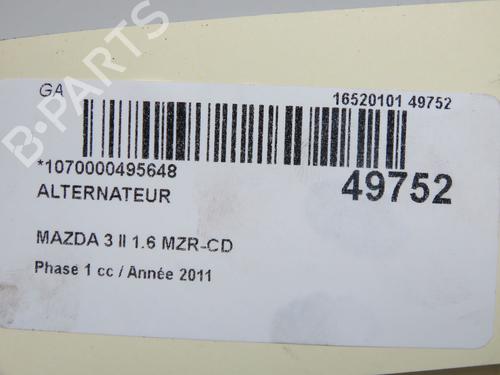 B-PARTS
GA
16520101 49752
*1070000495648
49752
ALTERNATEUR
MAZDA 3 II 1.6 MZR-CD
Phase 1 cc / Année 2011